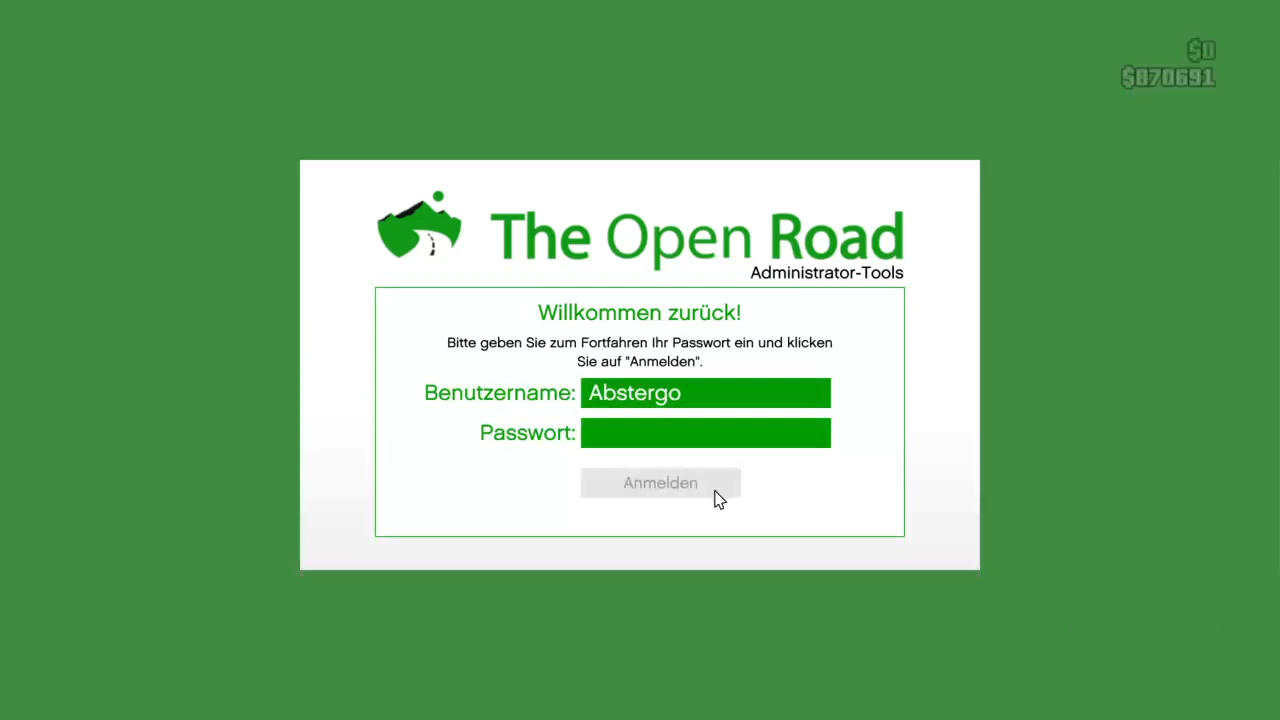 $0
$870691
The Open Road
Administrator-Tools
Willkommen zurück!
Bitte geben Sie zum Fortfahren Ihr Passwort ein und klicken
Sie auf "Anmelden".
Benutzername: Abstergo
Passwort:
Anmelden